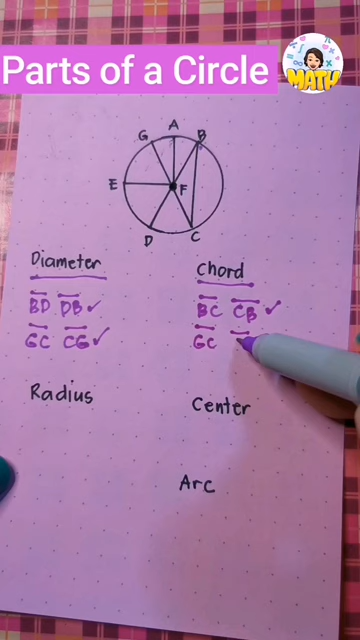 Parts of a Circle
MATH
A
G
B
E
F
D
C
Diameter
BD DB ✓
GC CG ✓
Chord
BC CB ✓
GC
Radius
Center
Arc